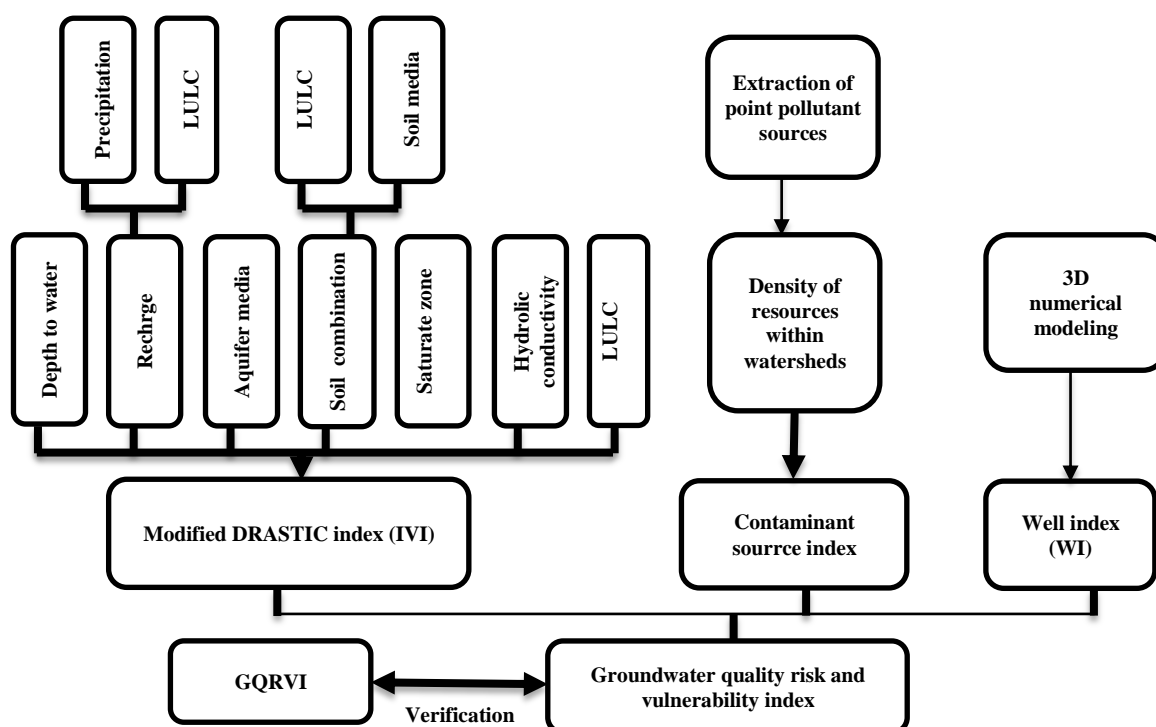 Precipitation
LULC
LULC
Soil media
Extraction of
point pollutant
sources
Depth to water
Rechrge
Aquifer media
Soil combination
Saturate zone
Hydrolic
conductivity
LULC
Density of
resources
within
watersheds
3D
numerical
modeling
Modified DRASTIC index (IVI)
Contaminant
sourrce index
Well index
(WI)
GQRVI
Verification
Groundwater quality risk and
vulnerability index